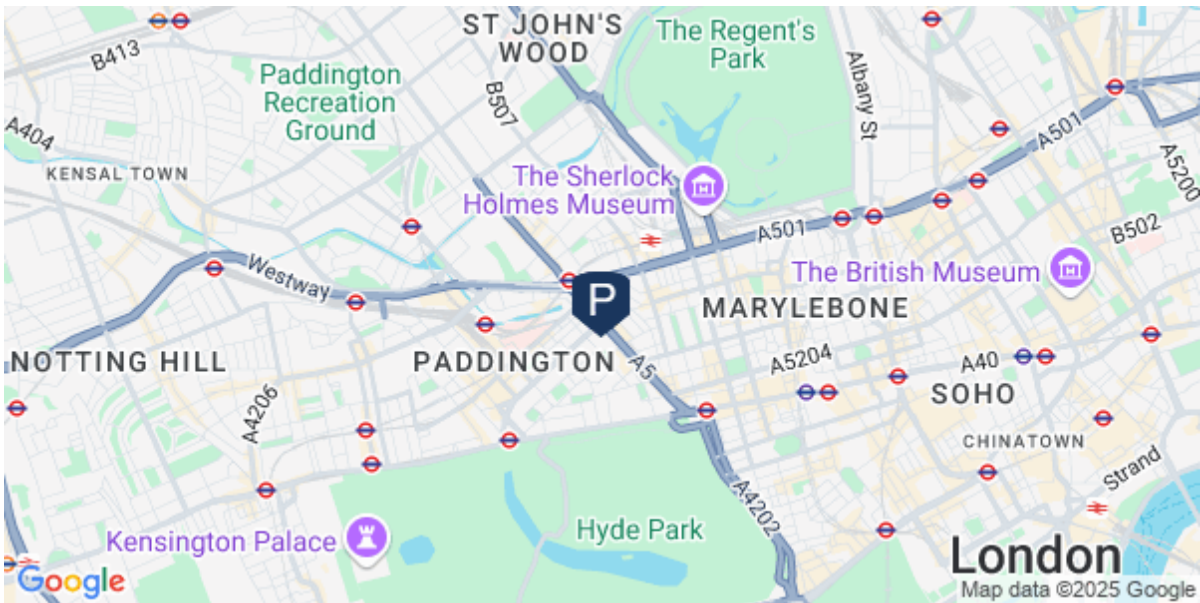 ST JOHN'S
WOOD
The Regent's
Park
B413
Paddington
Recreation
Ground
B507
Albany St
A501
A404
KENSAL TOWN
The Sherlock
Holmes Museum
A5200
A501
B502
Westway
The British Museum
P
MARYLEBONE
NOTTING HILL
PADDINGTON
A5
A5204
A40
SOHO
A4206
CHINATOWN
Strand
A4202
Hyde Park
Kensington Palace
London
Google
Map data ©2025 Google